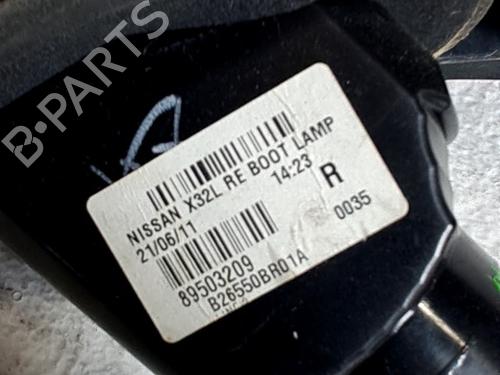 B-PARTS
NISSAN X32L RE BOOT LAMP
21/06/11 14:23 R
0035
89503209
B26550BR01A